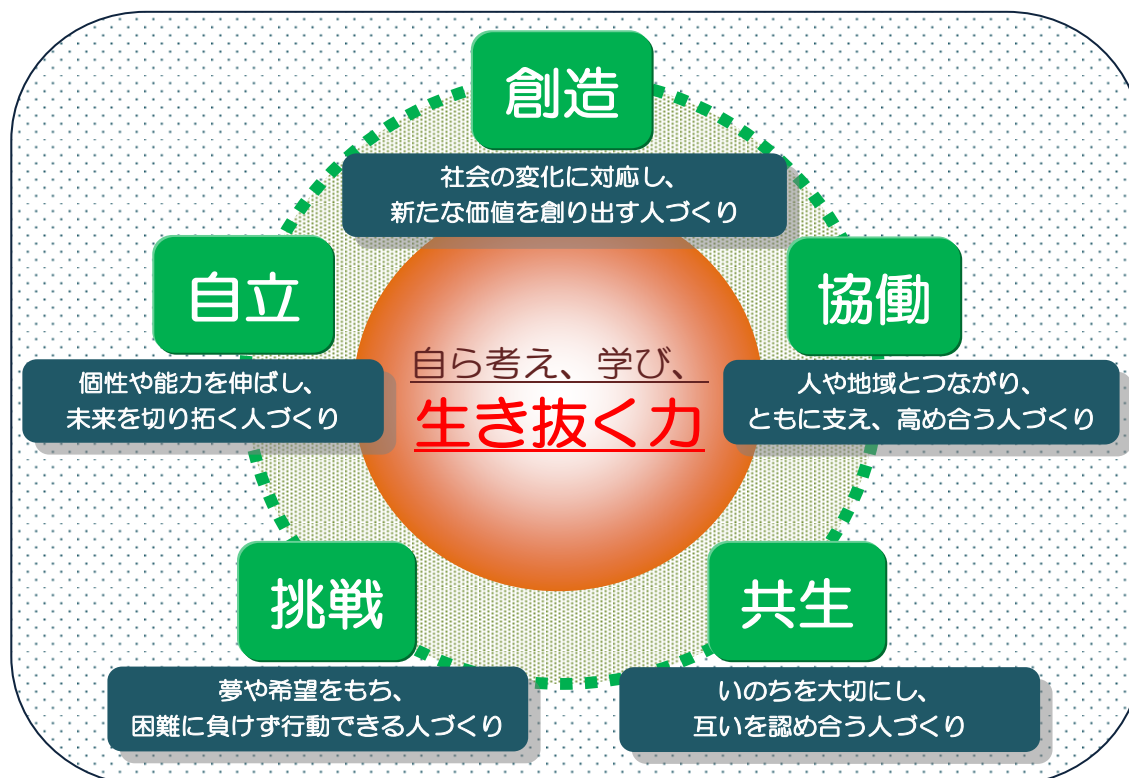 創造
社会の変化に対応し、
新たな価値を創り出す人づくり
自立
個性や能力を伸ばし、
未来を切り拓く人づくり
協働
人や地域とつながり、
ともに支え、高め合う人づくり
自ら考え、学び、
生き抜く力
挑戦
夢や希望をもち、
困難に負けず行動できる人づくり
共生
いのちを大切にし、
互いを認め合う人づくり